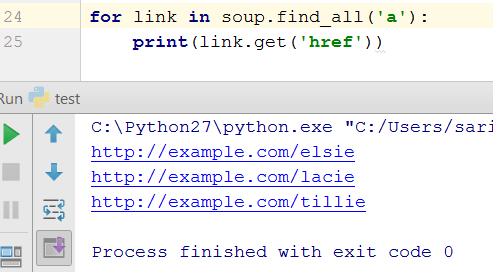 24 for link in soup.find_all('a'):
25 print(link.get('href'))
Run test
C:\Python27\python.exe "C:/Users/sari
http://example.com/elsie
http://example.com/lacie
http://example.com/tillie
Process finished with exit code 0